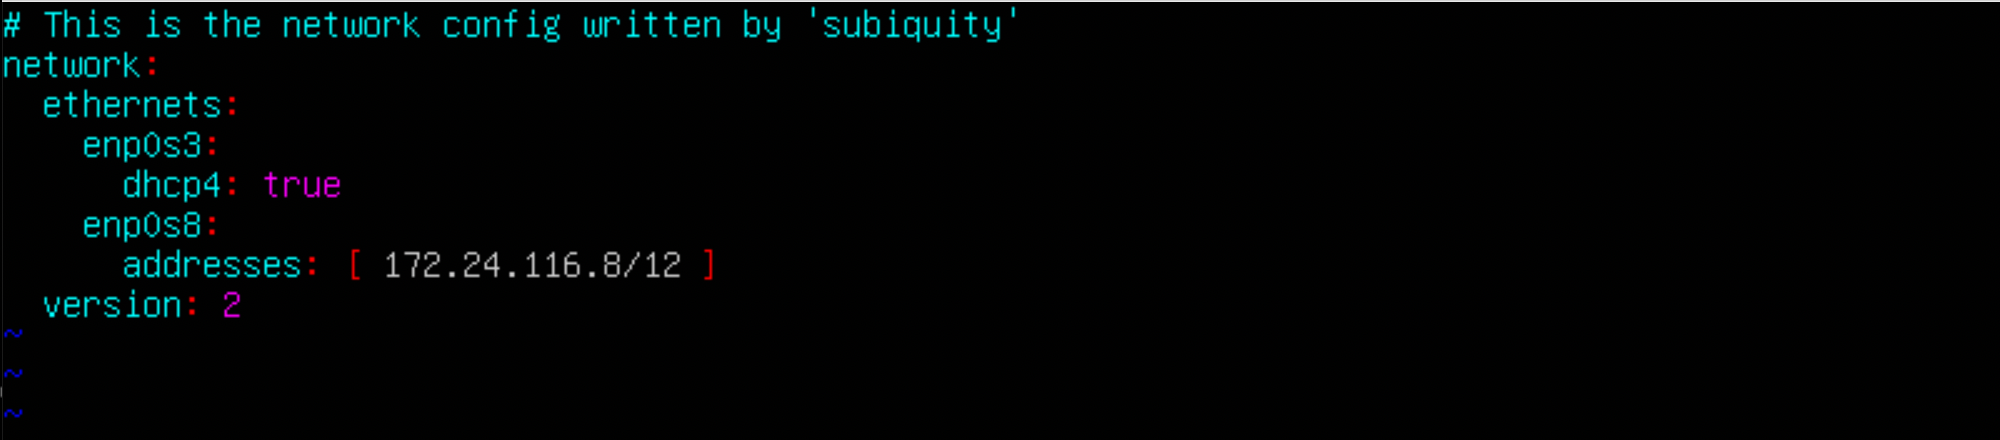 # This is the network config written by 'subiquity'
network:
  ethernets:
    enp0s3:
      dhcp4: true
    enp0s8:
      addresses: [ 172.24.116.8/12 ]
  version: 2
~
~
~